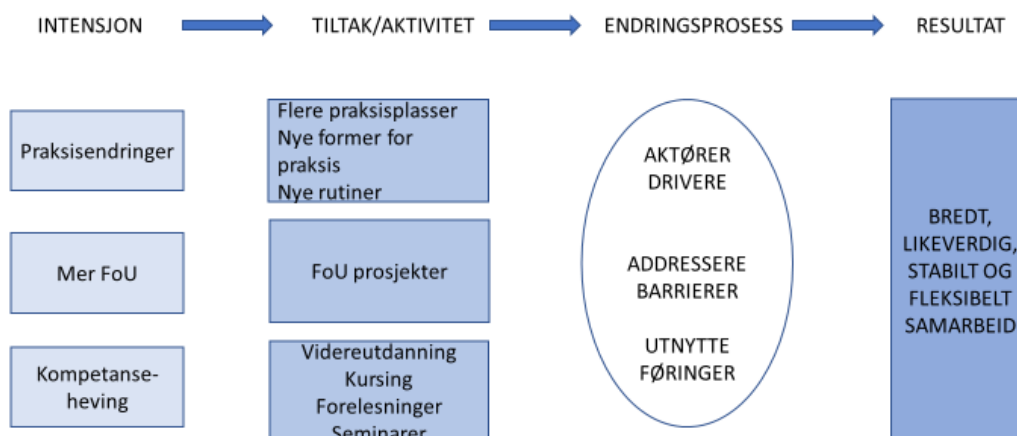 INTENSJON
TILTAK/AKTIVITET
ENDRINGSPROSESS
RESULTAT
Praksisendringer
Flere praksisplasser
Nye former for
praksis
Nye rutiner
AKTØRER
DRIVERE
Mer FoU
FoU prosjekter
ADDRESSERE
BARRIERER
BREDT,
LIKEVERDIG,
STABILT OG
FLEKSIBELT
SAMARBEID
Kompetanse-
heving
Videreutdanning
Kursing
Forelesninger
Seminarer
UTNYTTE
FØRINGER